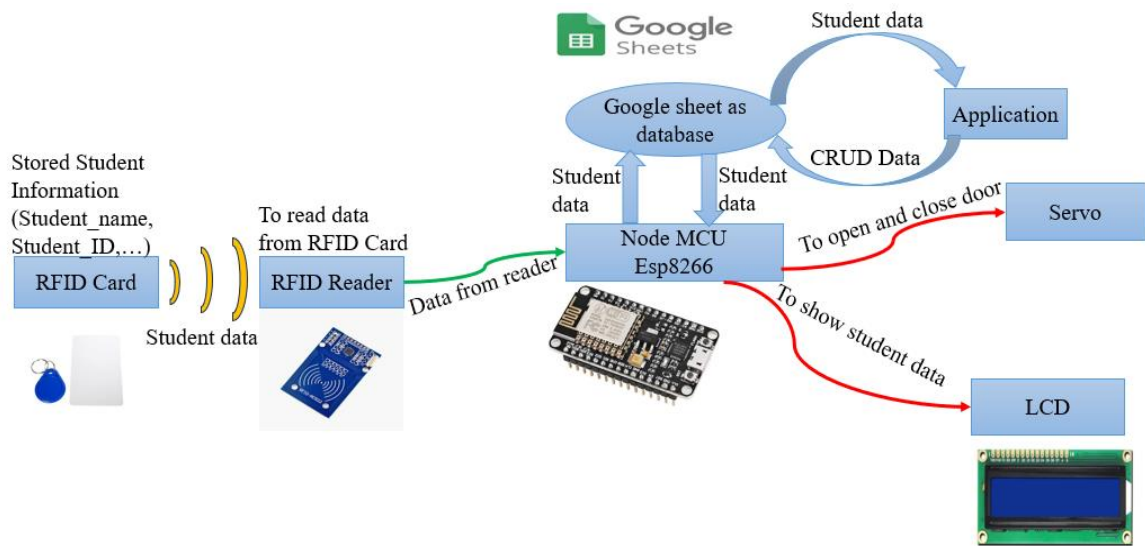 Google
Sheets
Student data
Google sheet as
database
Application
CRUD Data
Stored Student
Information
(Student_name,
Student_ID,...)
To read data
from RFID Card
Student
data
Student
data
To open and close door
Servo
RFID Card
RFID Reader
Data from reader
Node MCU
Esp8266
Student data
To show student data
LCD